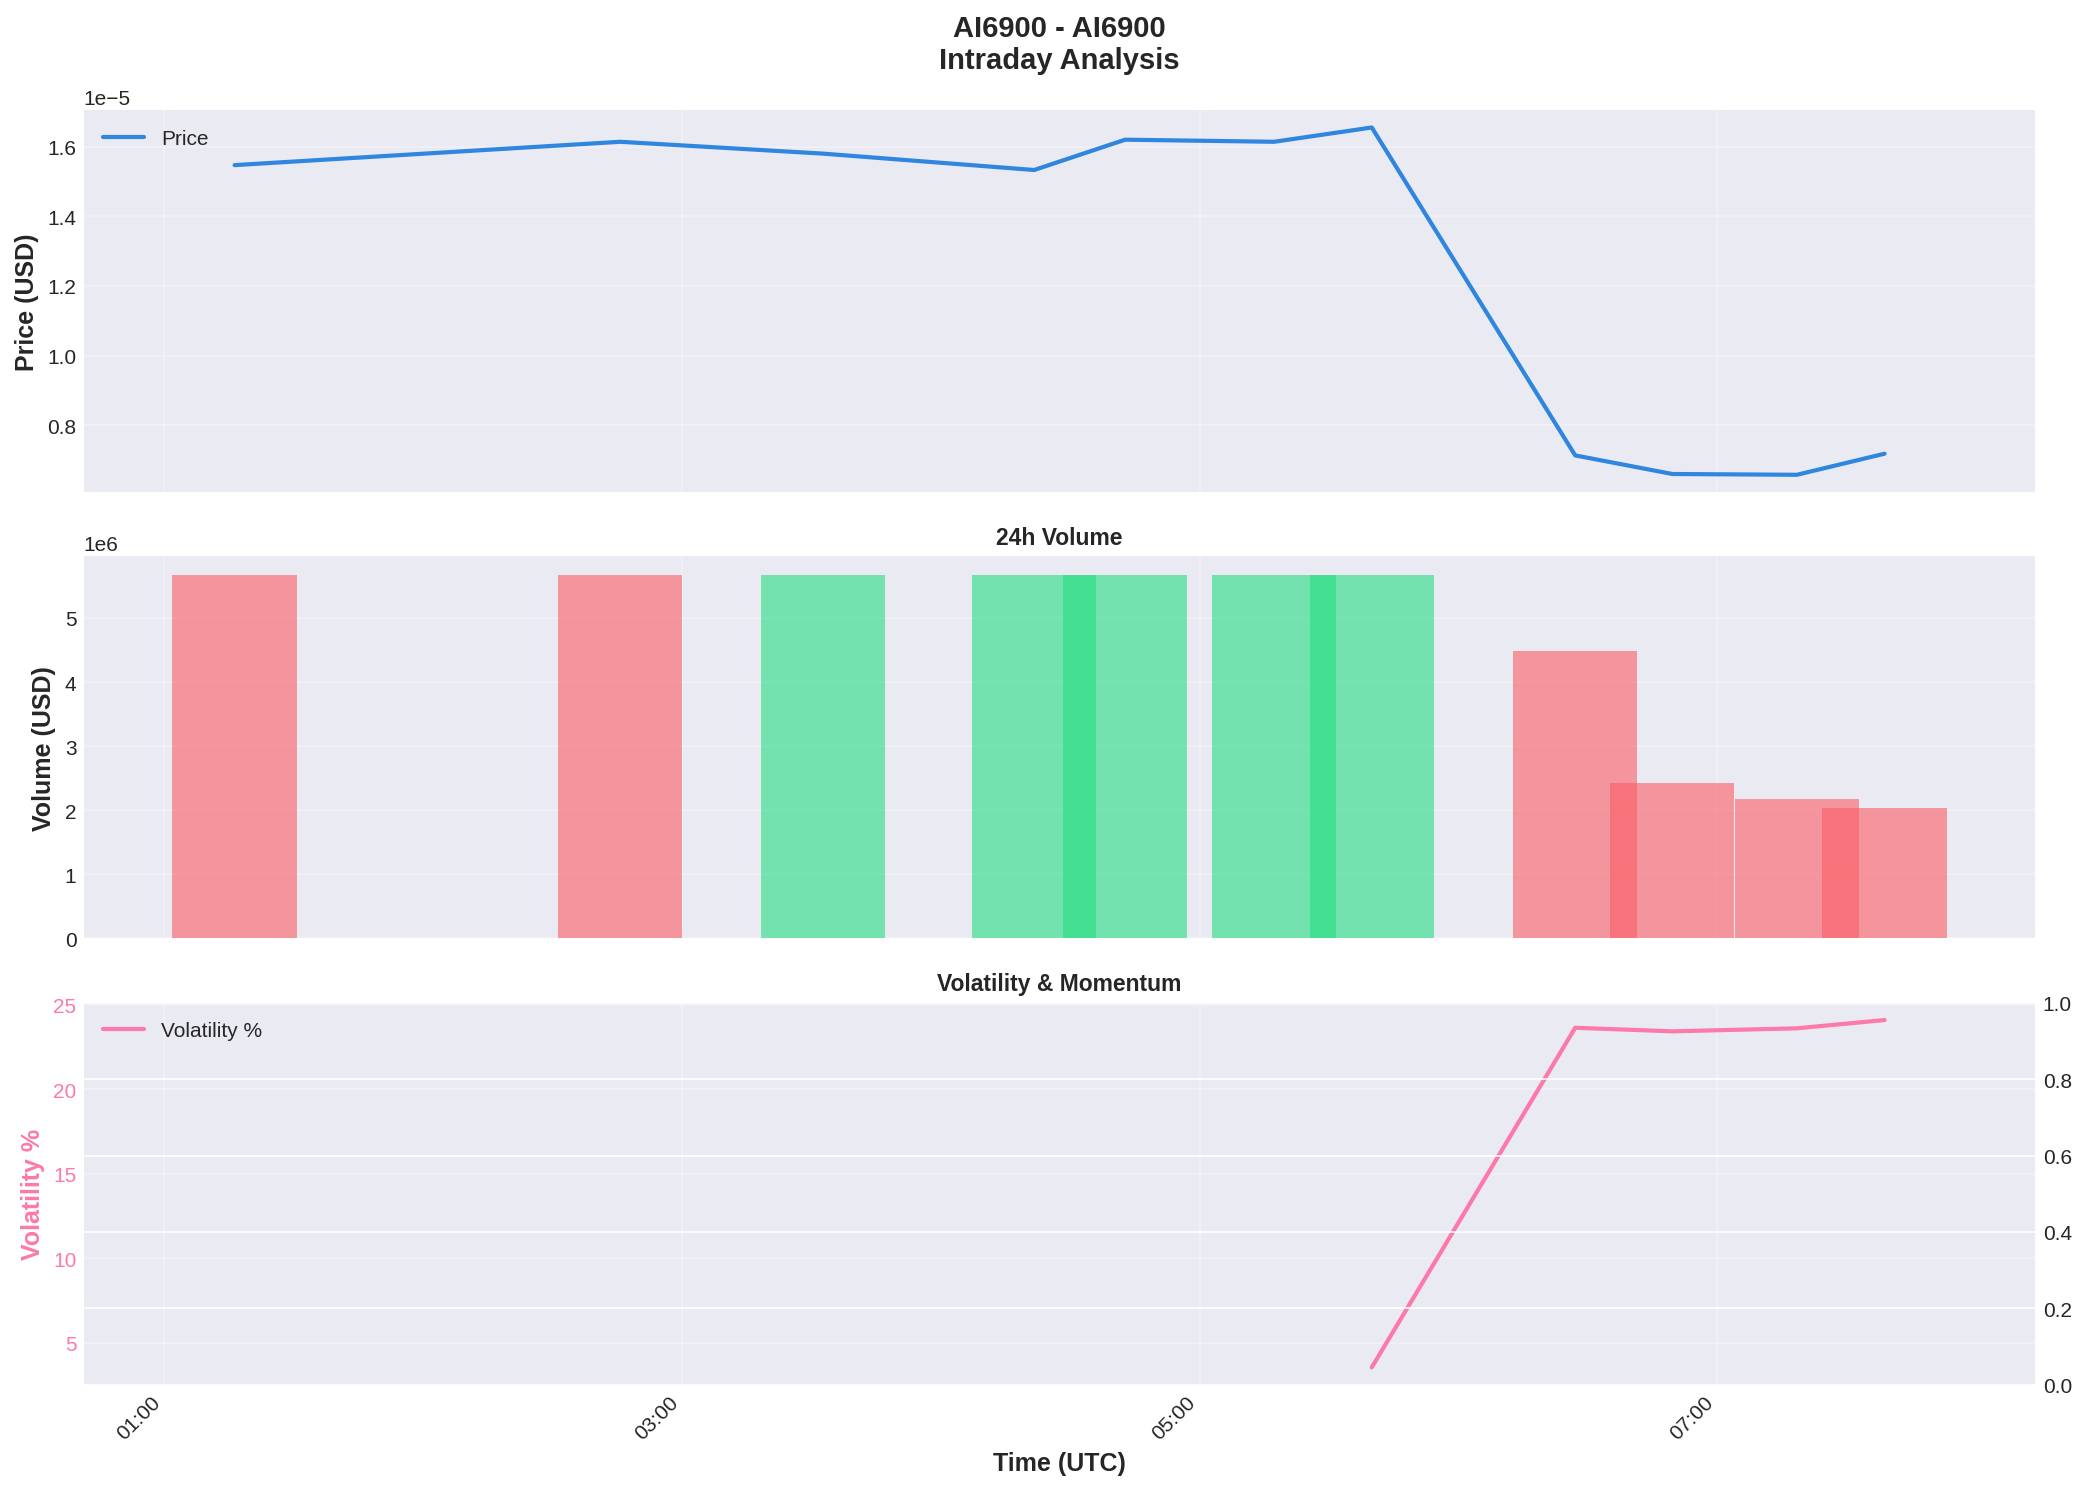 AI6900 - AI6900
Intraday Analysis
1e−5
Price
1.6
1.4
1.2
1.0
0.8
Price (USD)
24h Volume
1e6
5
4
3
2
1
0
Volume (USD)
Volatility & Momentum
Volatility %
25
20
15
10
5
Volatility %
1.0
0.8
0.6
0.4
0.2
0.0
01:00
03:00
05:00
07:00
Time (UTC)